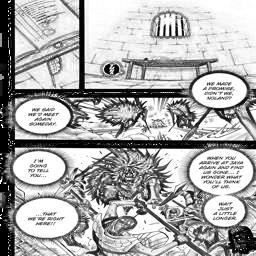 WE MADE
A PROMISE,
DIDN'T WE,
NOLAND?
WE SAID
WE'D MEET
AGAIN
SOMEDAY.
WHEN YOU
ARRIVE AT JAYA
AGAIN AND FIND
US GONE... I
WONDER WHAT
YOU'LL THINK
OF US.
I'M
GOING
TO TELL
YOU...
WAIT
JUST
A LITTLE
LONGER.
...THAT
WE'RE RIGHT
HERE!!